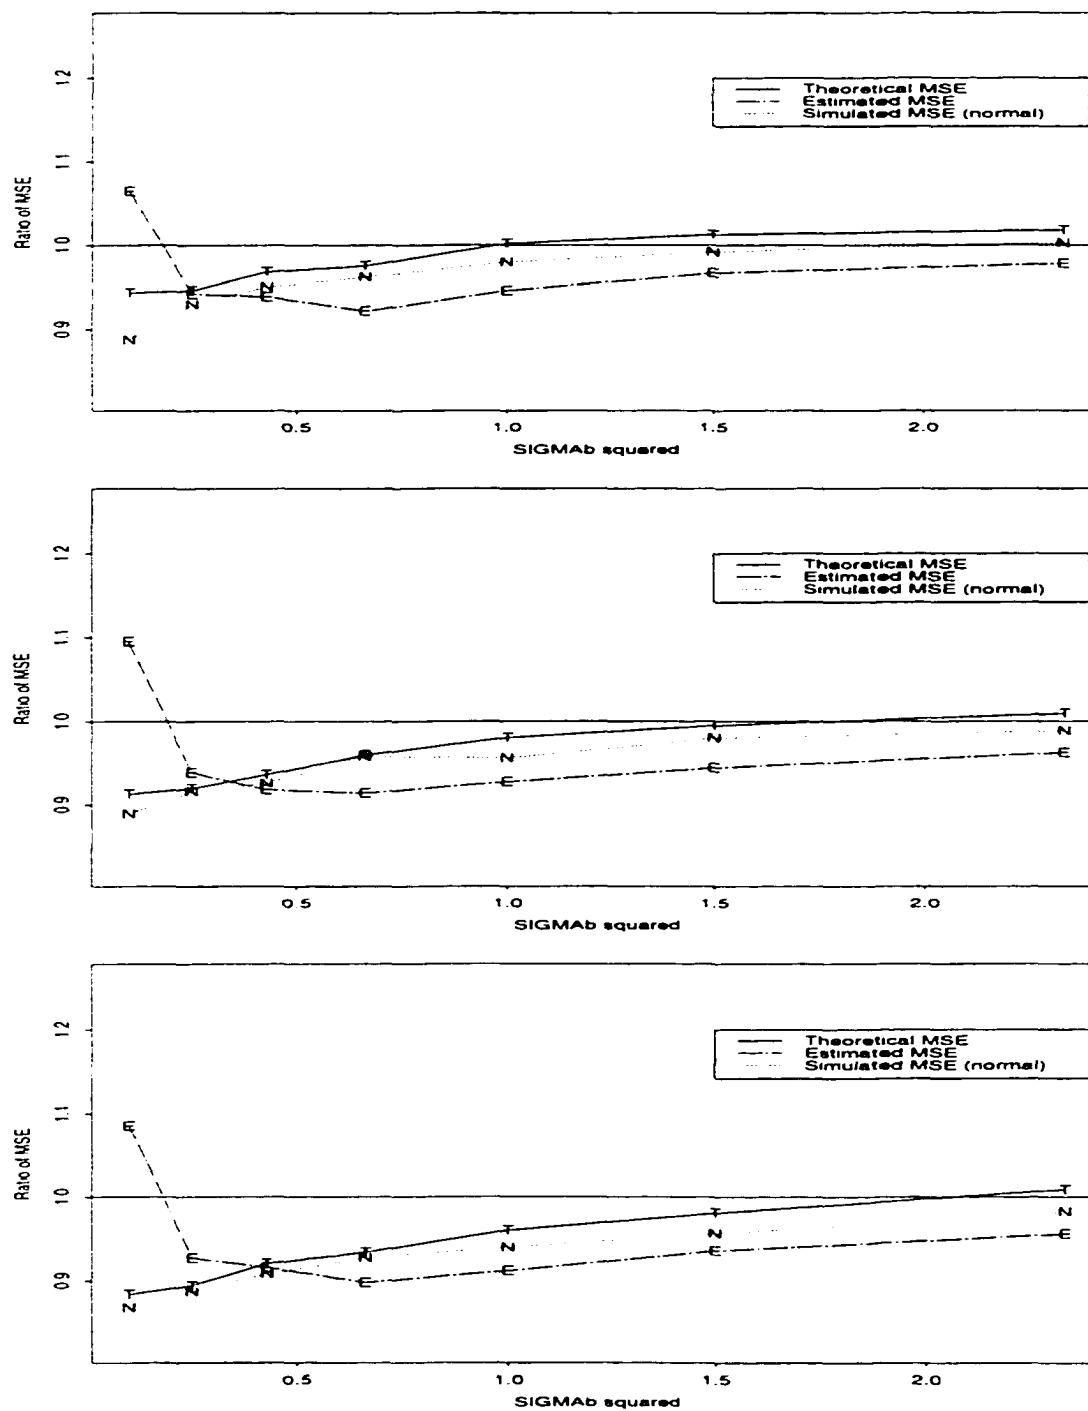 1.2
1.1
1.0
0.9
Ratio of MSE
Theoretical MSE
Estimated MSE
Simulated MSE (normal)
E
T
N
T
E
N
T
E
N
T
N
E
T
N
E
T
N
E
T
N
E
0.5
1.0
1.5
2.0
SIGMAb squared
1.2
1.1
1.0
0.9
Ratio of MSE
Theoretical MSE
Estimated MSE
Simulated MSE (normal)
E
T
N
E
T
N
T
N
E
T
N
E
T
N
E
T
N
E
T
N
E
0.5
1.0
1.5
2.0
SIGMAb squared
1.2
1.1
1.0
0.9
Ratio of MSE
Theoretical MSE
Estimated MSE
Simulated MSE (normal)
E
T
N
E
T
N
T
E
N
T
N
E
T
N
E
T
N
E
T
N
E
0.5
1.0
1.5
2.0
SIGMAb squared